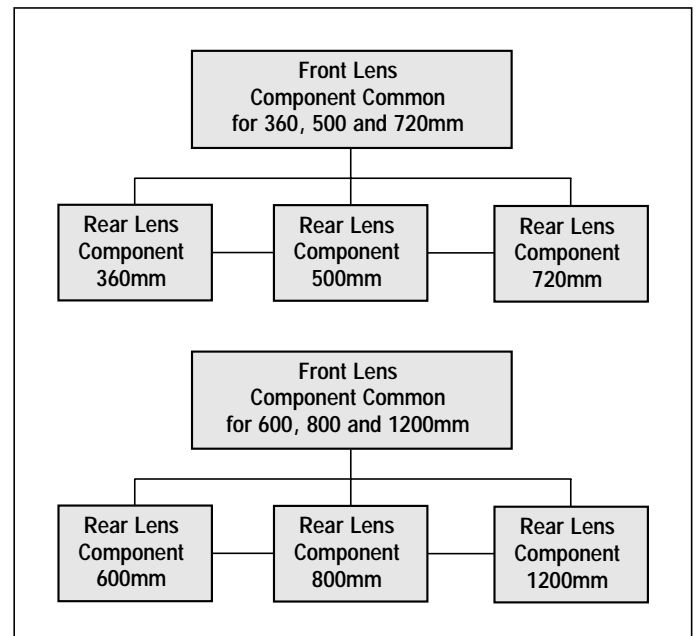 Front Lens
Component Common
for 360, 500 and 720mm
Rear Lens
Component
360mm
Rear Lens
Component
500mm
Rear Lens
Component
720mm
Front Lens
Component Common
for 600, 800 and 1200mm
Rear Lens
Component
600mm
Rear Lens
Component
800mm
Rear Lens
Component
1200mm